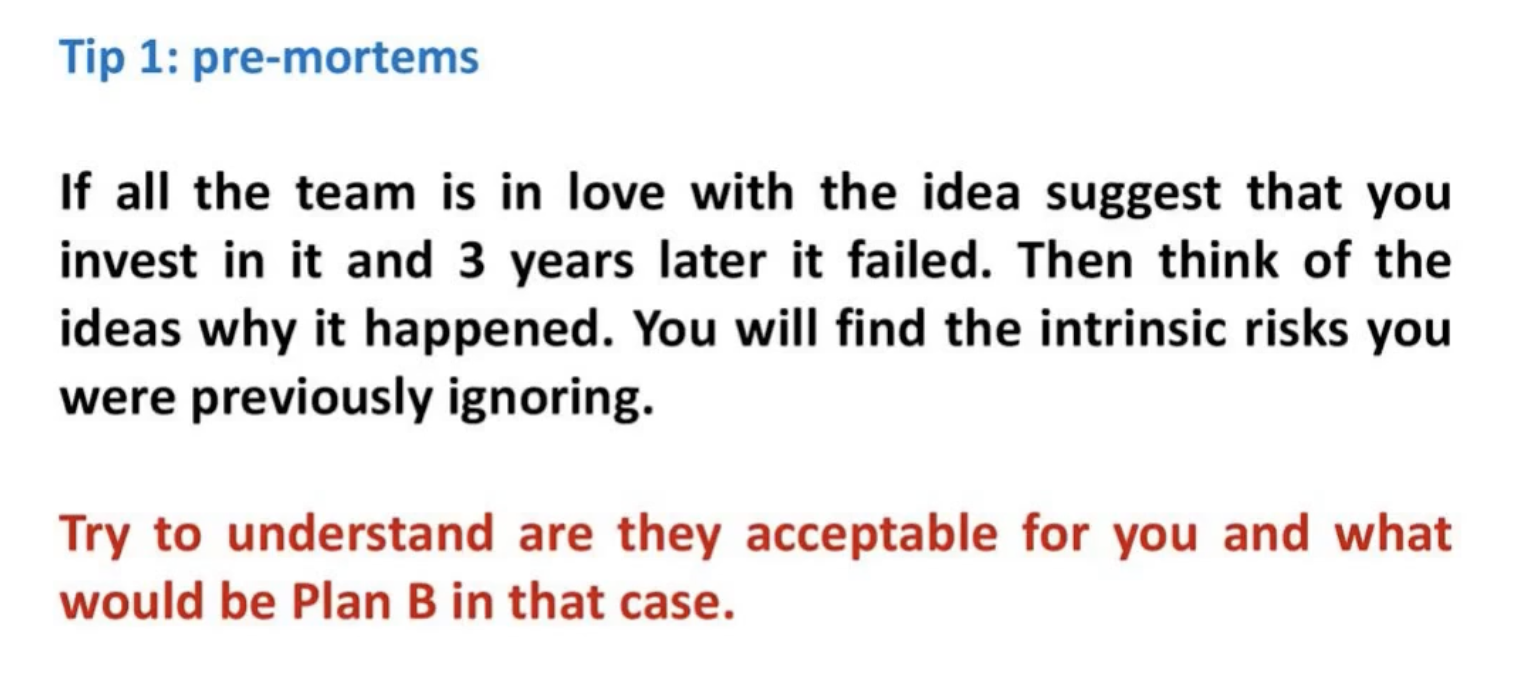 Tip 1: pre-mortems
If all the team is in love with the idea suggest that you
invest in it and 3 years later it failed. Then think of the
ideas why it happened. You will find the intrinsic risks you
were previously ignoring.
Try to understand are they acceptable for you and what
would be Plan B in that case.